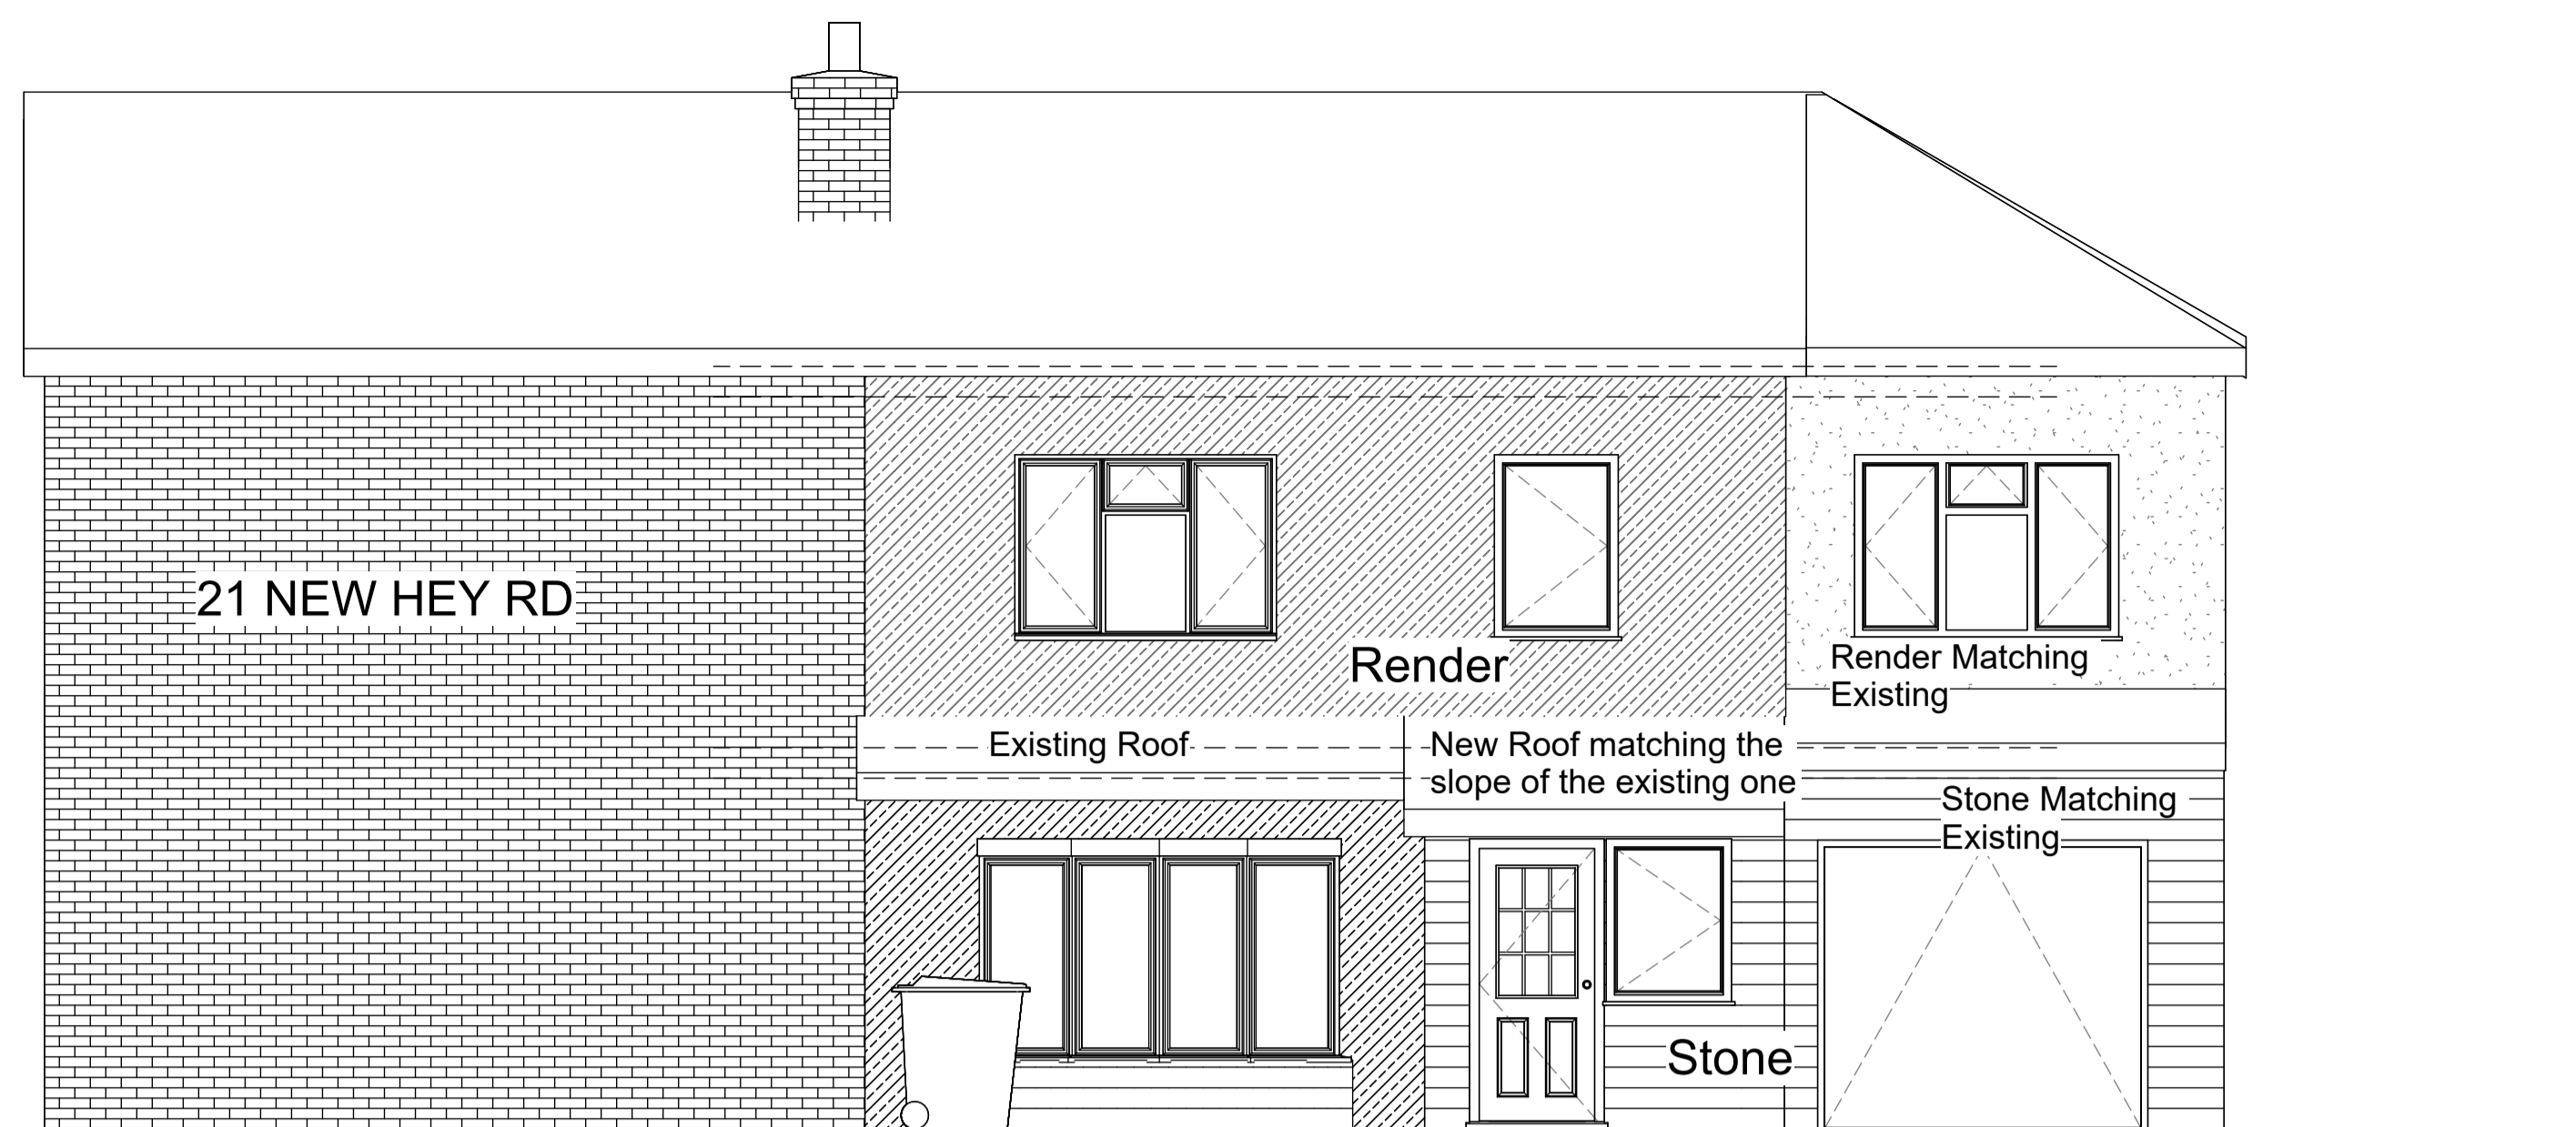 21 NEW HEY RD
Render
Render Matching
Existing
Existing Roof
New Roof matching the
slope of the existing one
Stone Matching
Existing
Stone